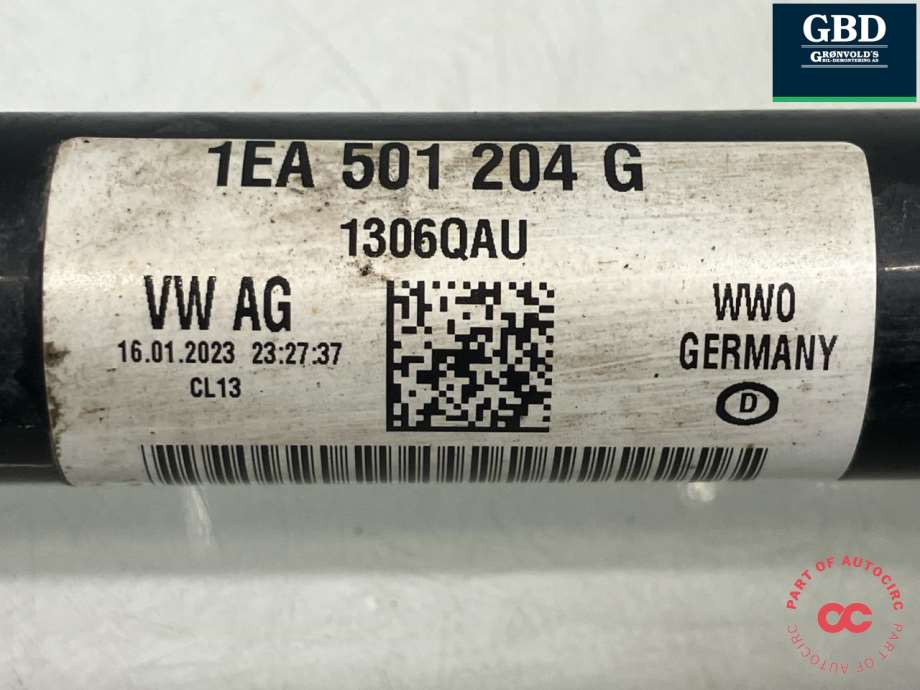 GBD
GRØNVOLD'S
BIL-DEMONTERING AS
1EA 501 204 G
1306QAU
VW AG
16.01.2023 23:27:37
CL13
WWO
GERMANY
D
PART OF AUTOCIRC
PART OF AUTOCIRC